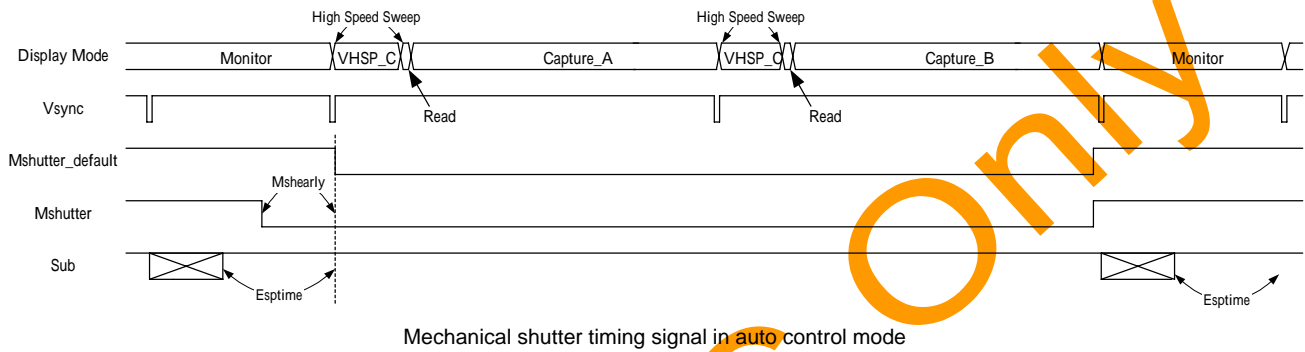 High Speed Sweep
High Speed Sweep
Display Mode
Monitor
VHSP_C
Capture_A
VHSP_C
Capture_B
Monitor
Vsync
Read
Read
Mshutter_default
Mshearly
Mshutter
Sub
Esptime
Esptime
Mechanical shutter timing signal in auto control mode
Only